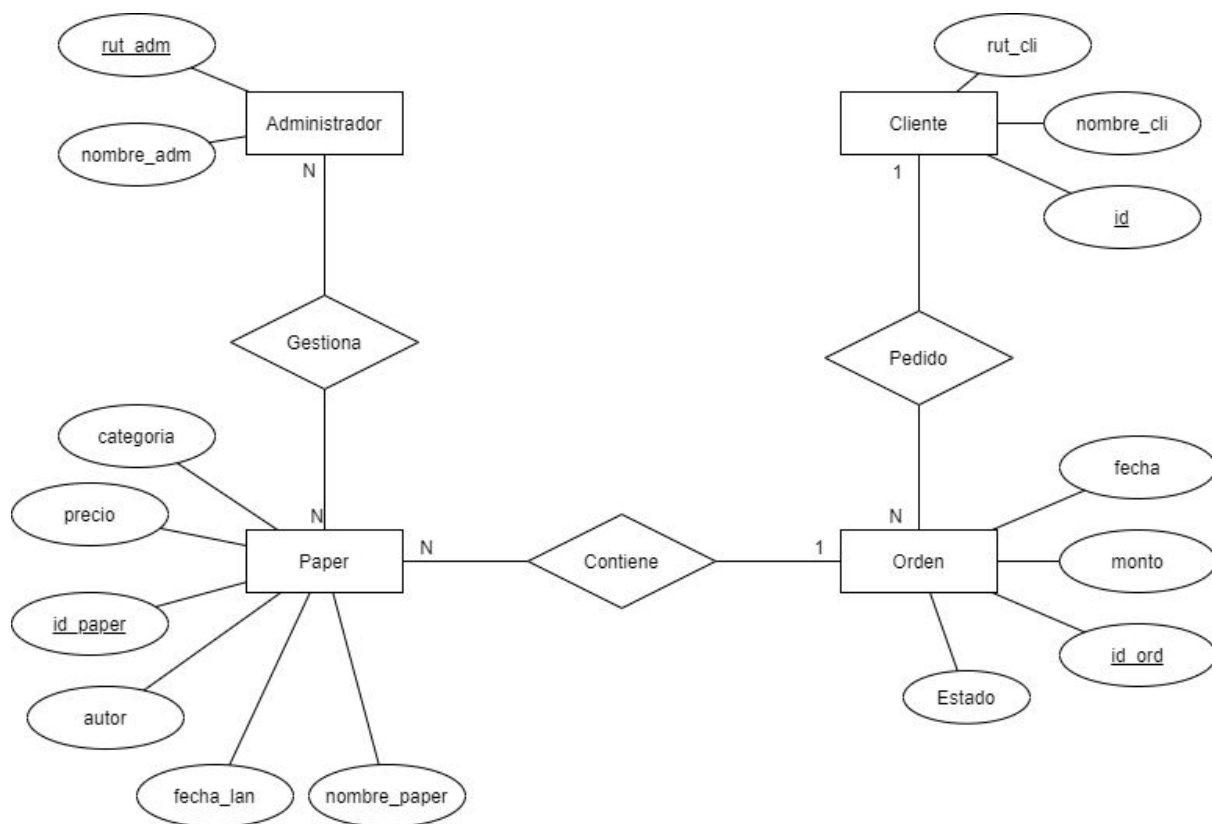 rut_adm
rut_cli
Administrador
Cliente
nombre_cli
nombre_adm
N
1
id
Gestiona
Pedido
categoria
fecha
precio
N
N
N
1
Paper
Contiene
Orden
monto
id_paper
id_ord
Estado
autor
fecha_lan
nombre_paper